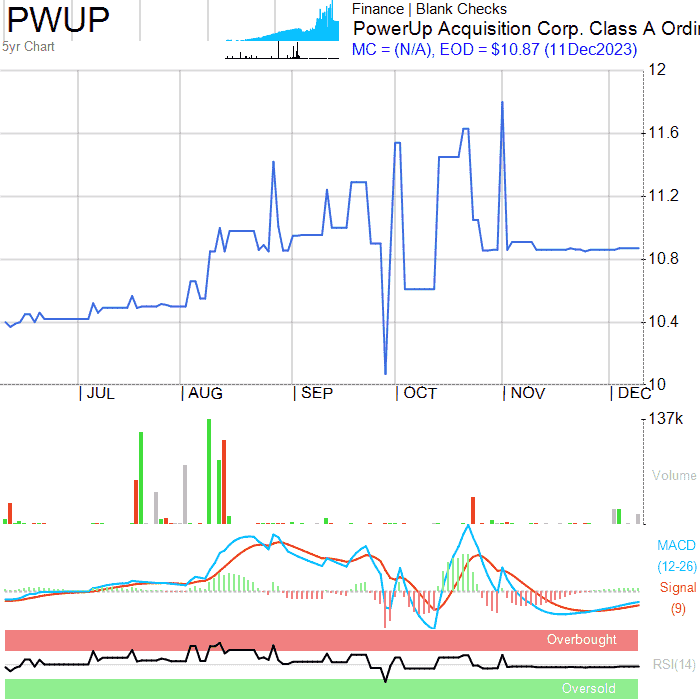 PWUP
5yr Chart
Finance | Blank Checks
PowerUp Acquisition Corp. Class A Ordi
MC = (N/A), EOD = $10.87 (11Dec2023)
12
11.6
11.2
10.8
10.4
10
| JUL
| AUG
| SEP
| OCT
| NOV
| DEC
137k
Volume
MACD
(12-26)
Signal
(9)
Overbought
RSI(14)
Oversold